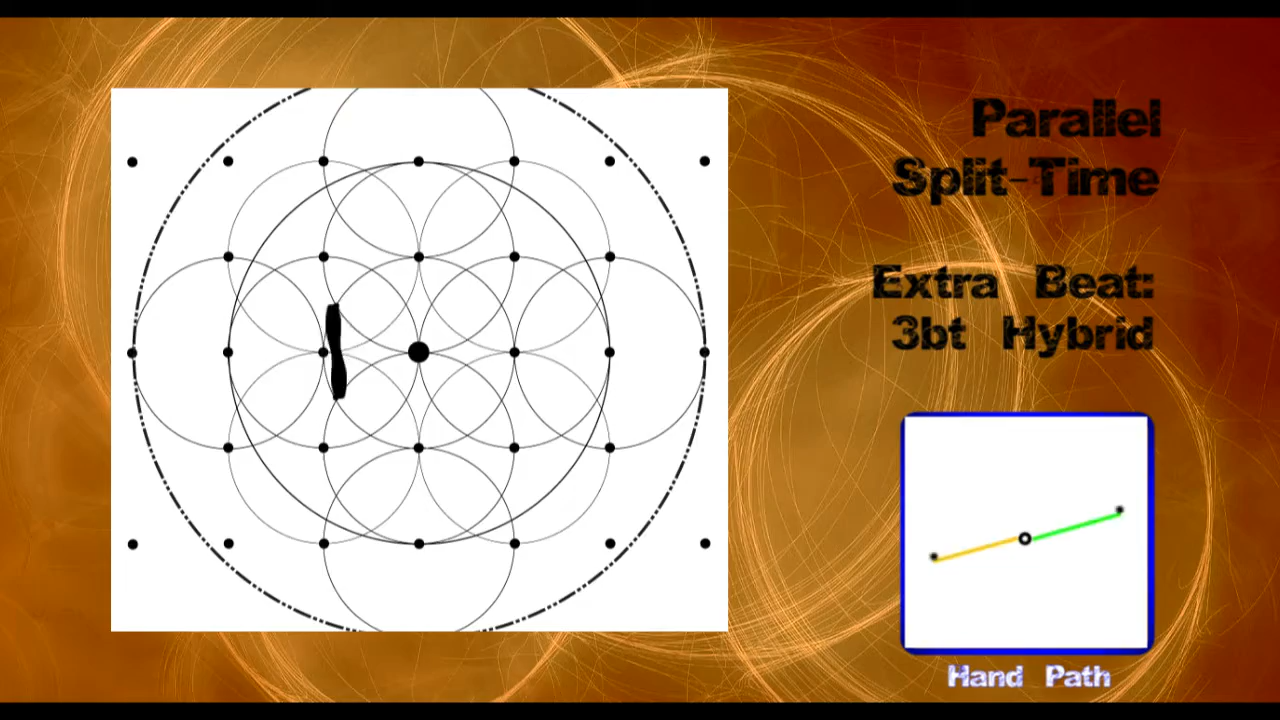 Parallel
Split-Time
Extra Beat:
3bt Hybrid
Hand Path